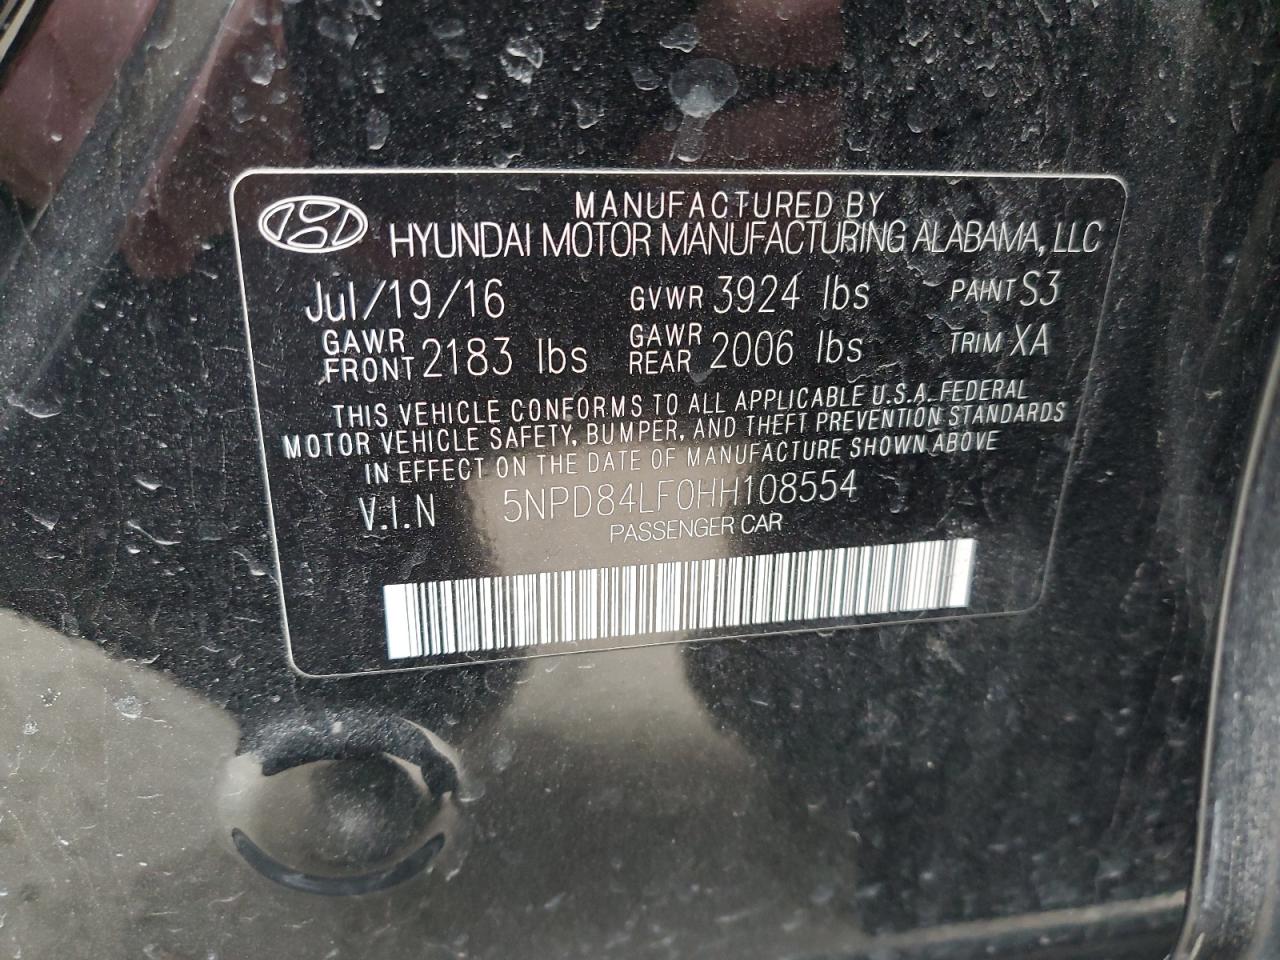 MANUFACTURED BY
HYUNDAI MOTOR MANUFACTURING ALABAMA, LLC
Jul/19/16 GVWR 3924 lbs PAINT S3
GAWR FRONT 2183 lbs GAWR REAR 2006 lbs TRIM XA
THIS VEHICLE CONFORMS TO ALL APPLICABLE U.S.A. FEDERAL
MOTOR VEHICLE SAFETY, BUMPER, AND THEFT PREVENTION STANDARDS
IN EFFECT ON THE DATE OF MANUFACTURE SHOWN ABOVE
V.I.N 5NPD84LF0HH108554
PASSENGER CAR